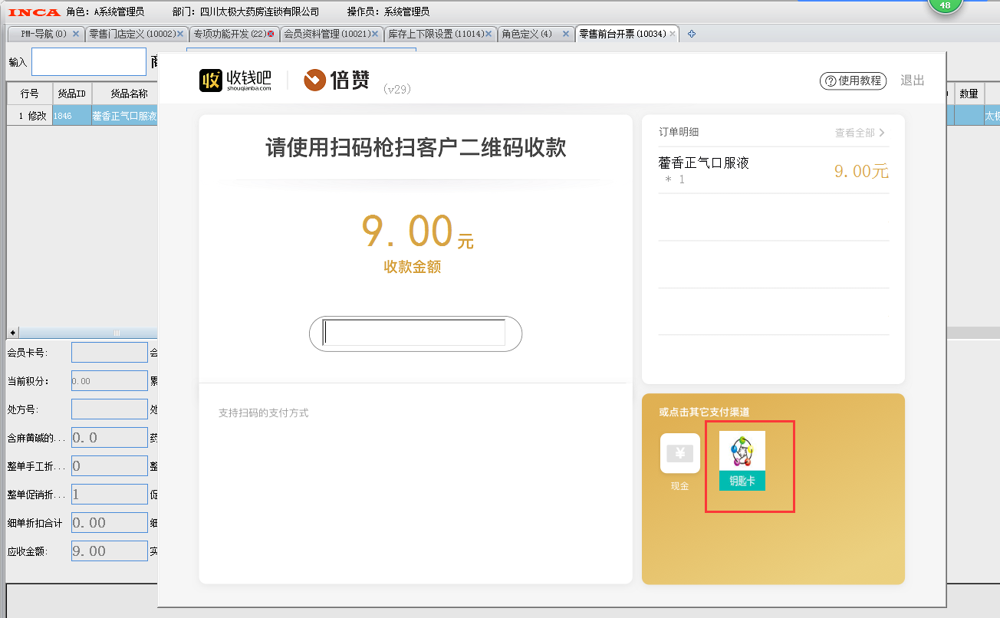 INCA 角色: A系统管理员 部门: 四川太极大药房连锁有限公司 操作员: 系统管理员 48
PM-导航(0) 零售门店定义(10002) 专项功能开发(22) 会员资料管理(10021) 库存上下限设置(11014) 角色定义(4) 零售前台开票(10034)
输入
行号 货品ID 货品名称 数量
1 修改 1846 藿香正气口服液 太极
收钱吧 倍赞 (v29) 使用教程 退出
shouqianba.com
请使用扫码枪扫客户二维码收款
9.00元
收款金额
支持扫码的支付方式
订单明细 查看全部
藿香正气口服液 9.00元
* 1
或点击其它支付渠道
¥
现金 钥匙卡
会员卡号: 会
当前积分: 0.00 累
处方号: 处
含麻黄碱的... 0.0 药
整单手工折... 0 整
整单促销折... 1 促
细单折扣合计 0.00 细
应收金额: 9.00 实